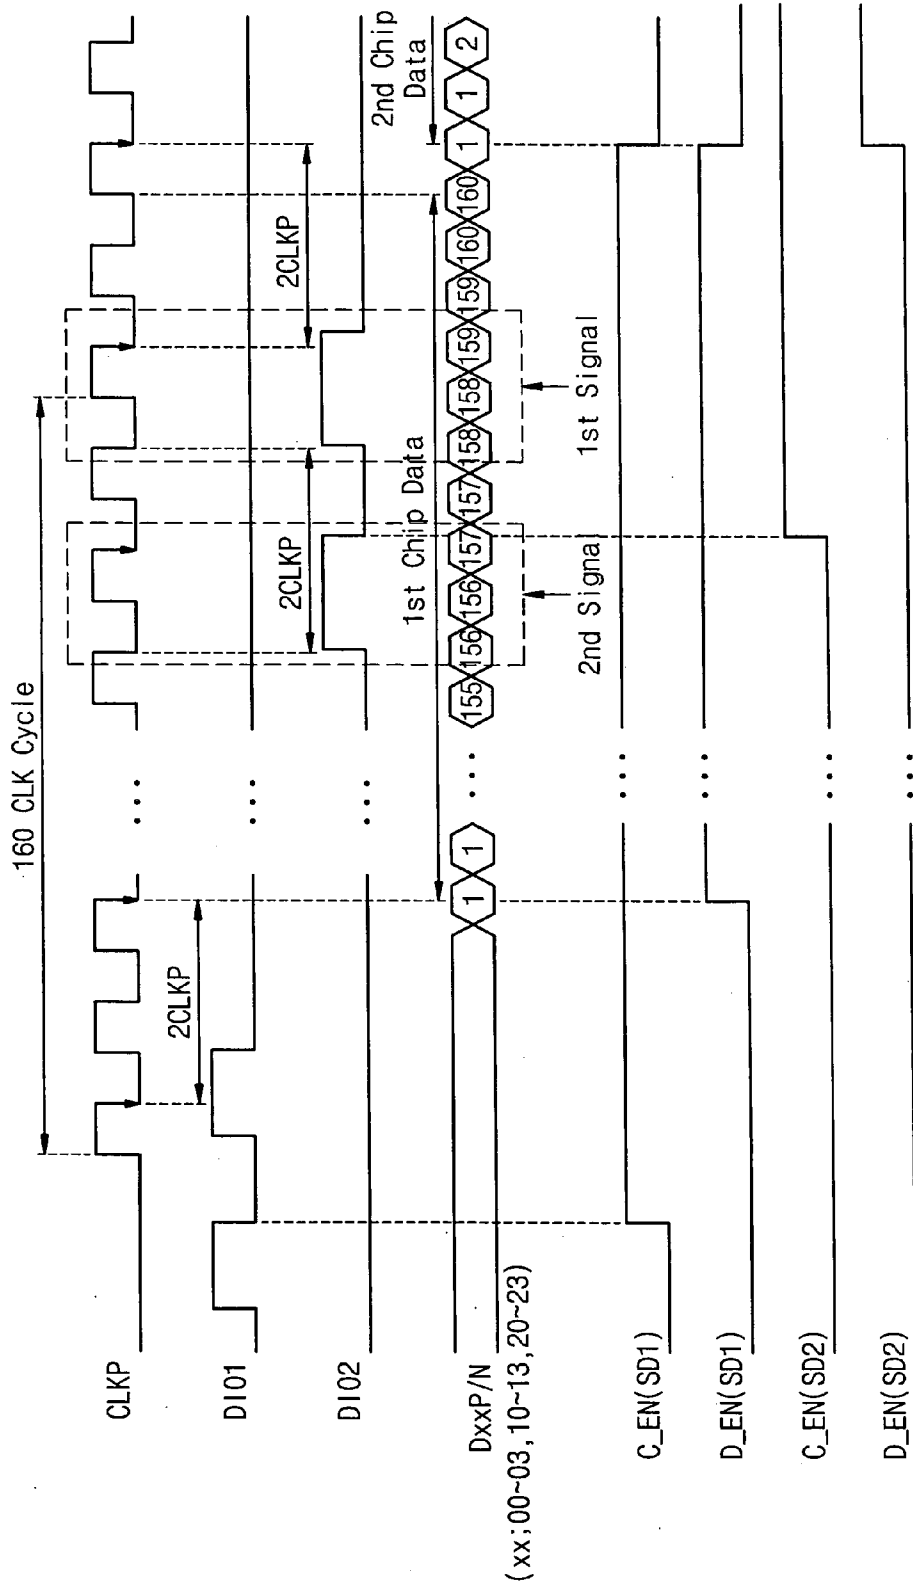 160 CLK Cycle
CLKP
2CLKP
DIO1
2CLKP
2CLKP
DIO2
1st Chip Data
2nd Chip
Data
DxxP/N
(xx;00~03,10~13,20~23)
1 1 ... 155 156 156 157 157 158 158 159 159 160 160 1 1 2
2nd Signal
1st Signal
C_EN(SD1)
...
D_EN(SD1)
...
C_EN(SD2)
...
D_EN(SD2)
...